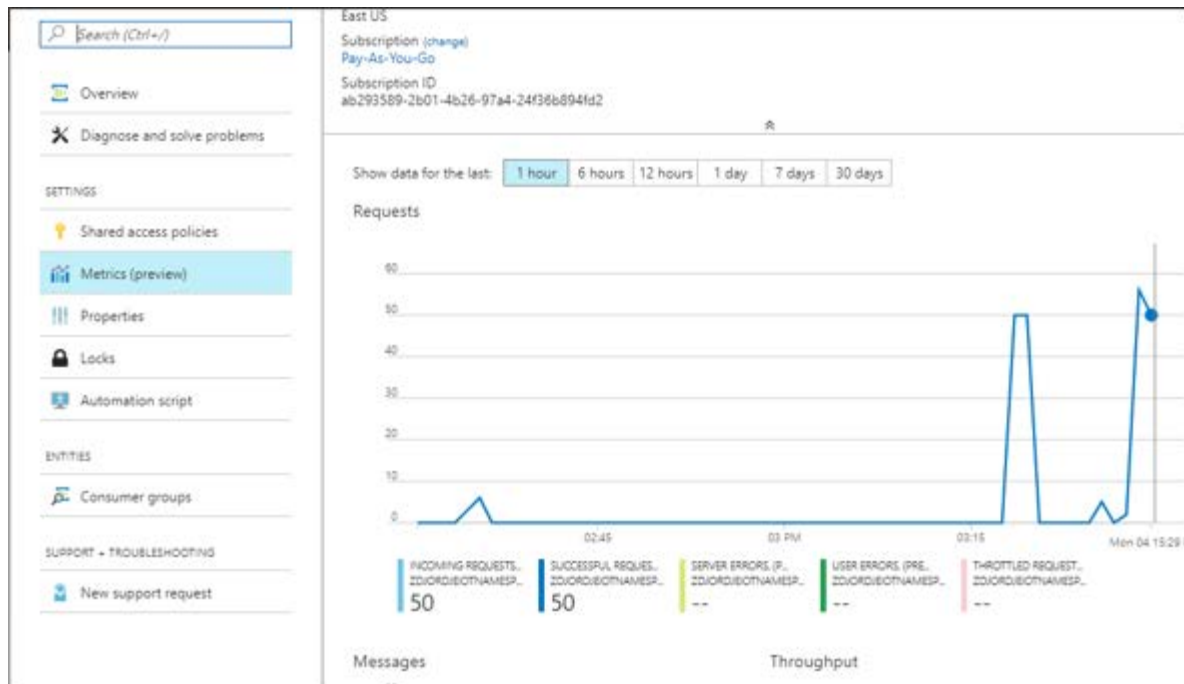 Search (Ctrl+/)
Overview
Diagnose and solve problems
SETTINGS
Shared access policies
Metrics (preview)
Properties
Locks
Automation script
ENTITIES
Consumer groups
SUPPORT + TROUBLESHOOTING
New support request
East US
Subscription (change)
Pay-As-You-Go
Subscription ID
ab293589-2b01-4b26-97a4-24f36b894fd2
Show data for the last: 1 hour 6 hours 12 hours 1 day 7 days 30 days
Requests
60
50
40
30
20
10
0
02:45 03 PM 03:15 Mon 04 15:29
INCOMING REQUESTS... SUCCESSFUL REQUES... SERVER ERRORS. (P... USER ERRORS. (PRE... THROTTLED REQUEST...
50 50 -- -- --
Messages Throughput